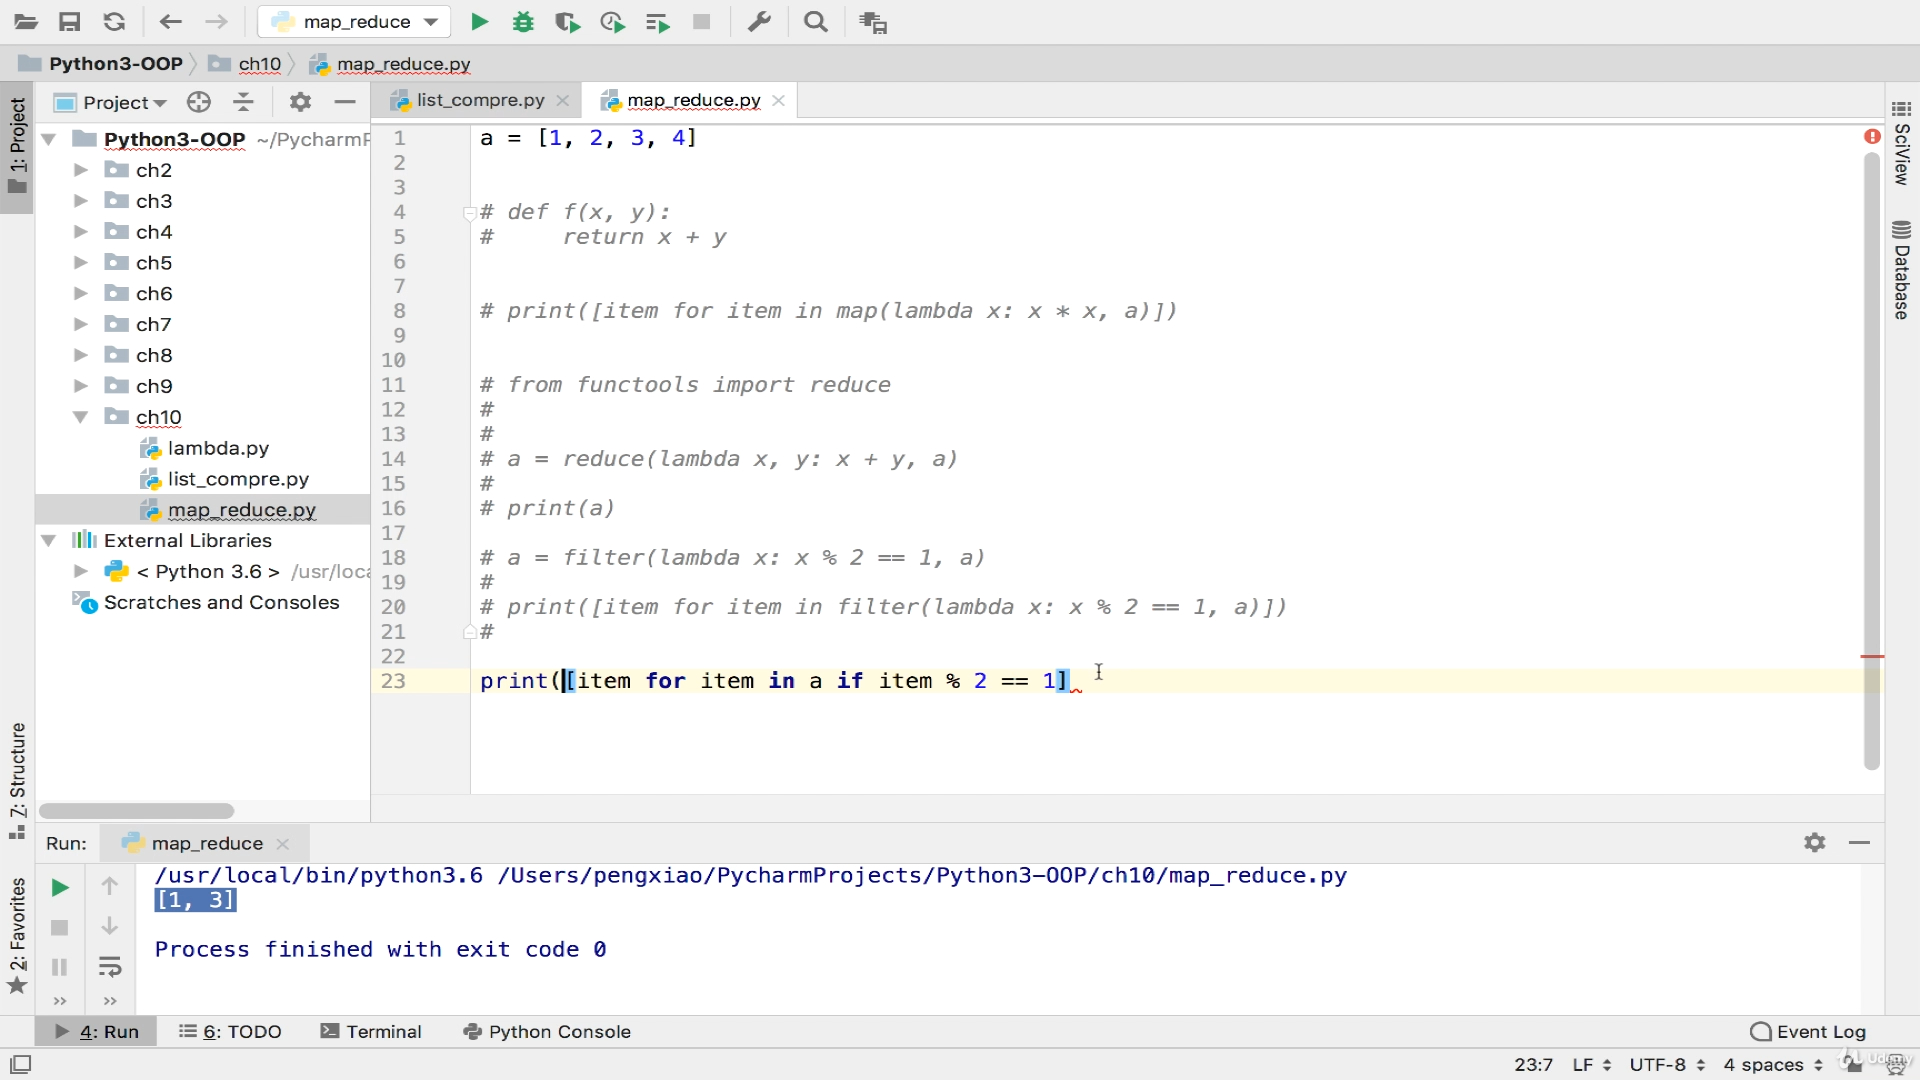 map_reduce
Python3-OOP
ch10
map_reduce.py
1: Project
Project
list_compre.py
map_reduce.py
SciView
Database
Python3-OOP ~/PycharmP
ch2
ch3
ch4
ch5
ch6
ch7
ch8
ch9
ch10
lambda.py
list_compre.py
map_reduce.py
External Libraries
< Python 3.6 > /usr/loca
Scratches and Consoles
1 a = [1, 2, 3, 4]
2
3
4 # def f(x, y):
5 #     return x + y
6
7
8 # print([item for item in map(lambda x: x * x, a)])
9
10
11 # from functools import reduce
12 #
13 #
14 # a = reduce(lambda x, y: x + y, a)
15 #
16 # print(a)
17
18 # a = filter(lambda x: x % 2 == 1, a)
19 #
20 # print([item for item in filter(lambda x: x % 2 == 1, a)])
21 #
22
23 print([item for item in a if item % 2 == 1]
7: Structure
2: Favorites
Run: map_reduce
/usr/local/bin/python3.6 /Users/pengxiao/PycharmProjects/Python3-OOP/ch10/map_reduce.py
[1, 3]
Process finished with exit code 0
4: Run
6: TODO
Terminal
Python Console
Event Log
23:7 LF UTF-8 4 spaces
Udemy